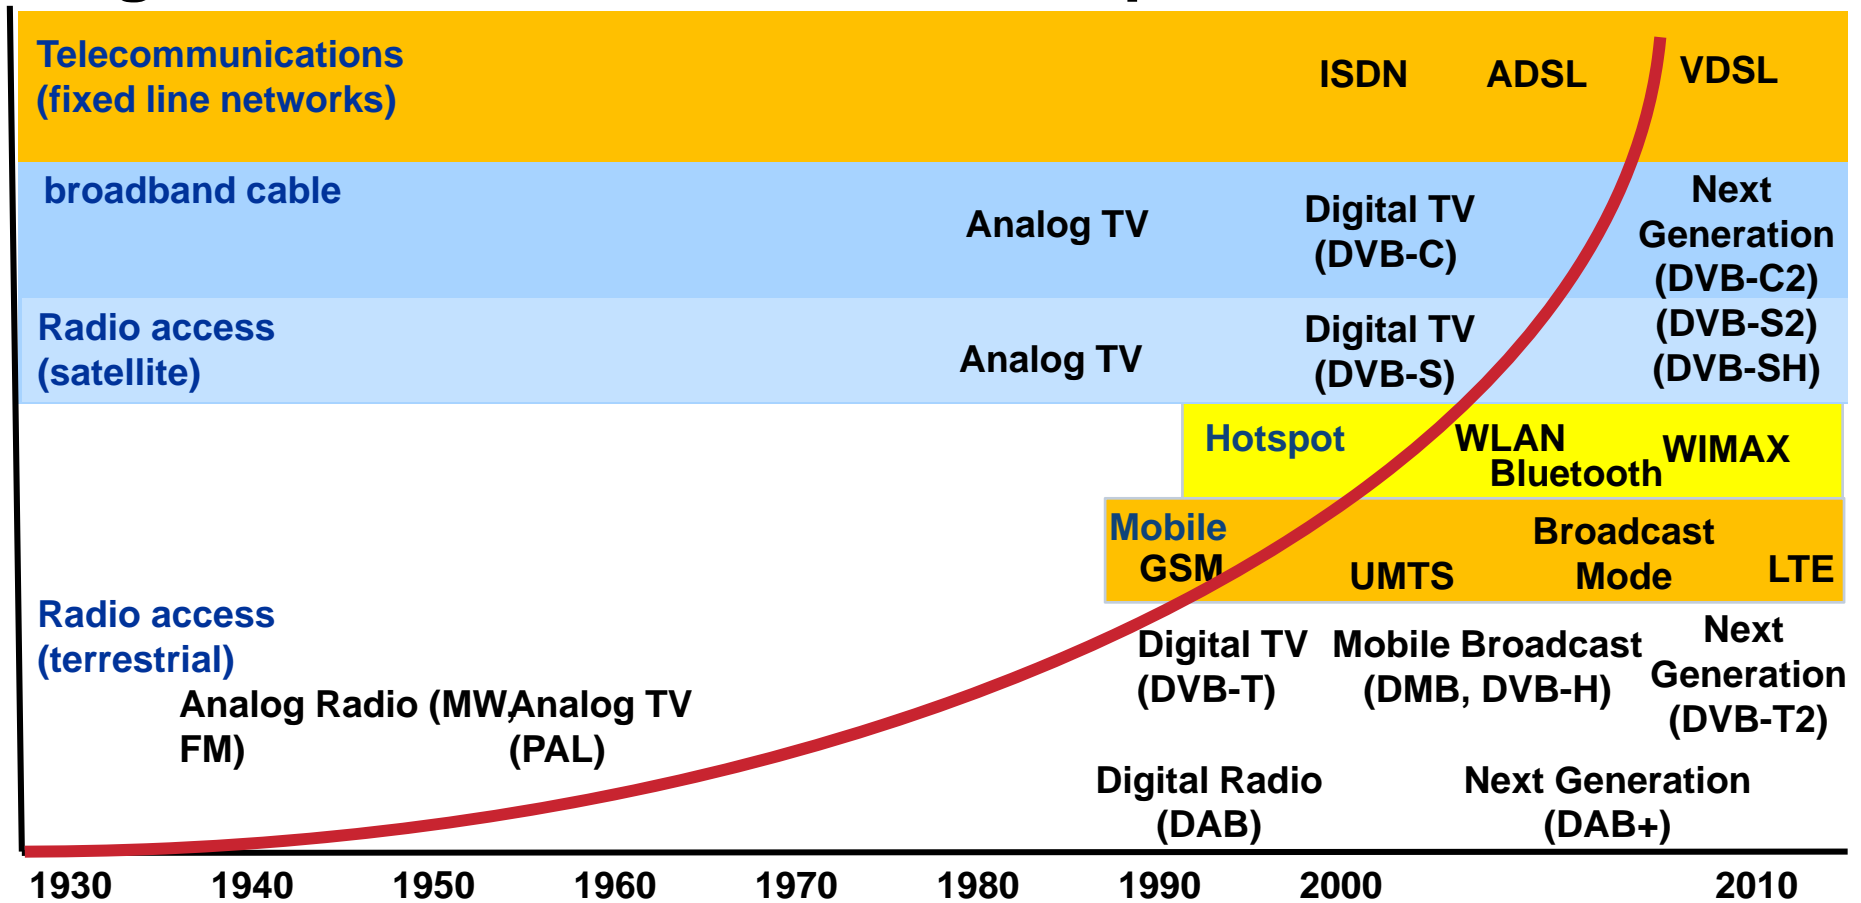 Telecommunications
(fixed line networks)
ISDN
ADSL
VDSL
broadband cable
Analog TV
Digital TV
(DVB-C)
Next
Generation
(DVB-C2)
(DVB-S2)
(DVB-SH)
Radio access
(satellite)
Analog TV
Digital TV
(DVB-S)
Hotspot
WLAN
Bluetooth
WIMAX
Mobile
GSM
UMTS
Broadcast
Mode
LTE
Radio access
(terrestrial)
Analog Radio (MW,
FM)
Analog TV
(PAL)
Digital TV
(DVB-T)
Mobile Broadcast
(DMB, DVB-H)
Next
Generation
(DVB-T2)
Digital Radio
(DAB)
Next Generation
(DAB+)
1930 1940 1950 1960 1970 1980 1990 2000 2010